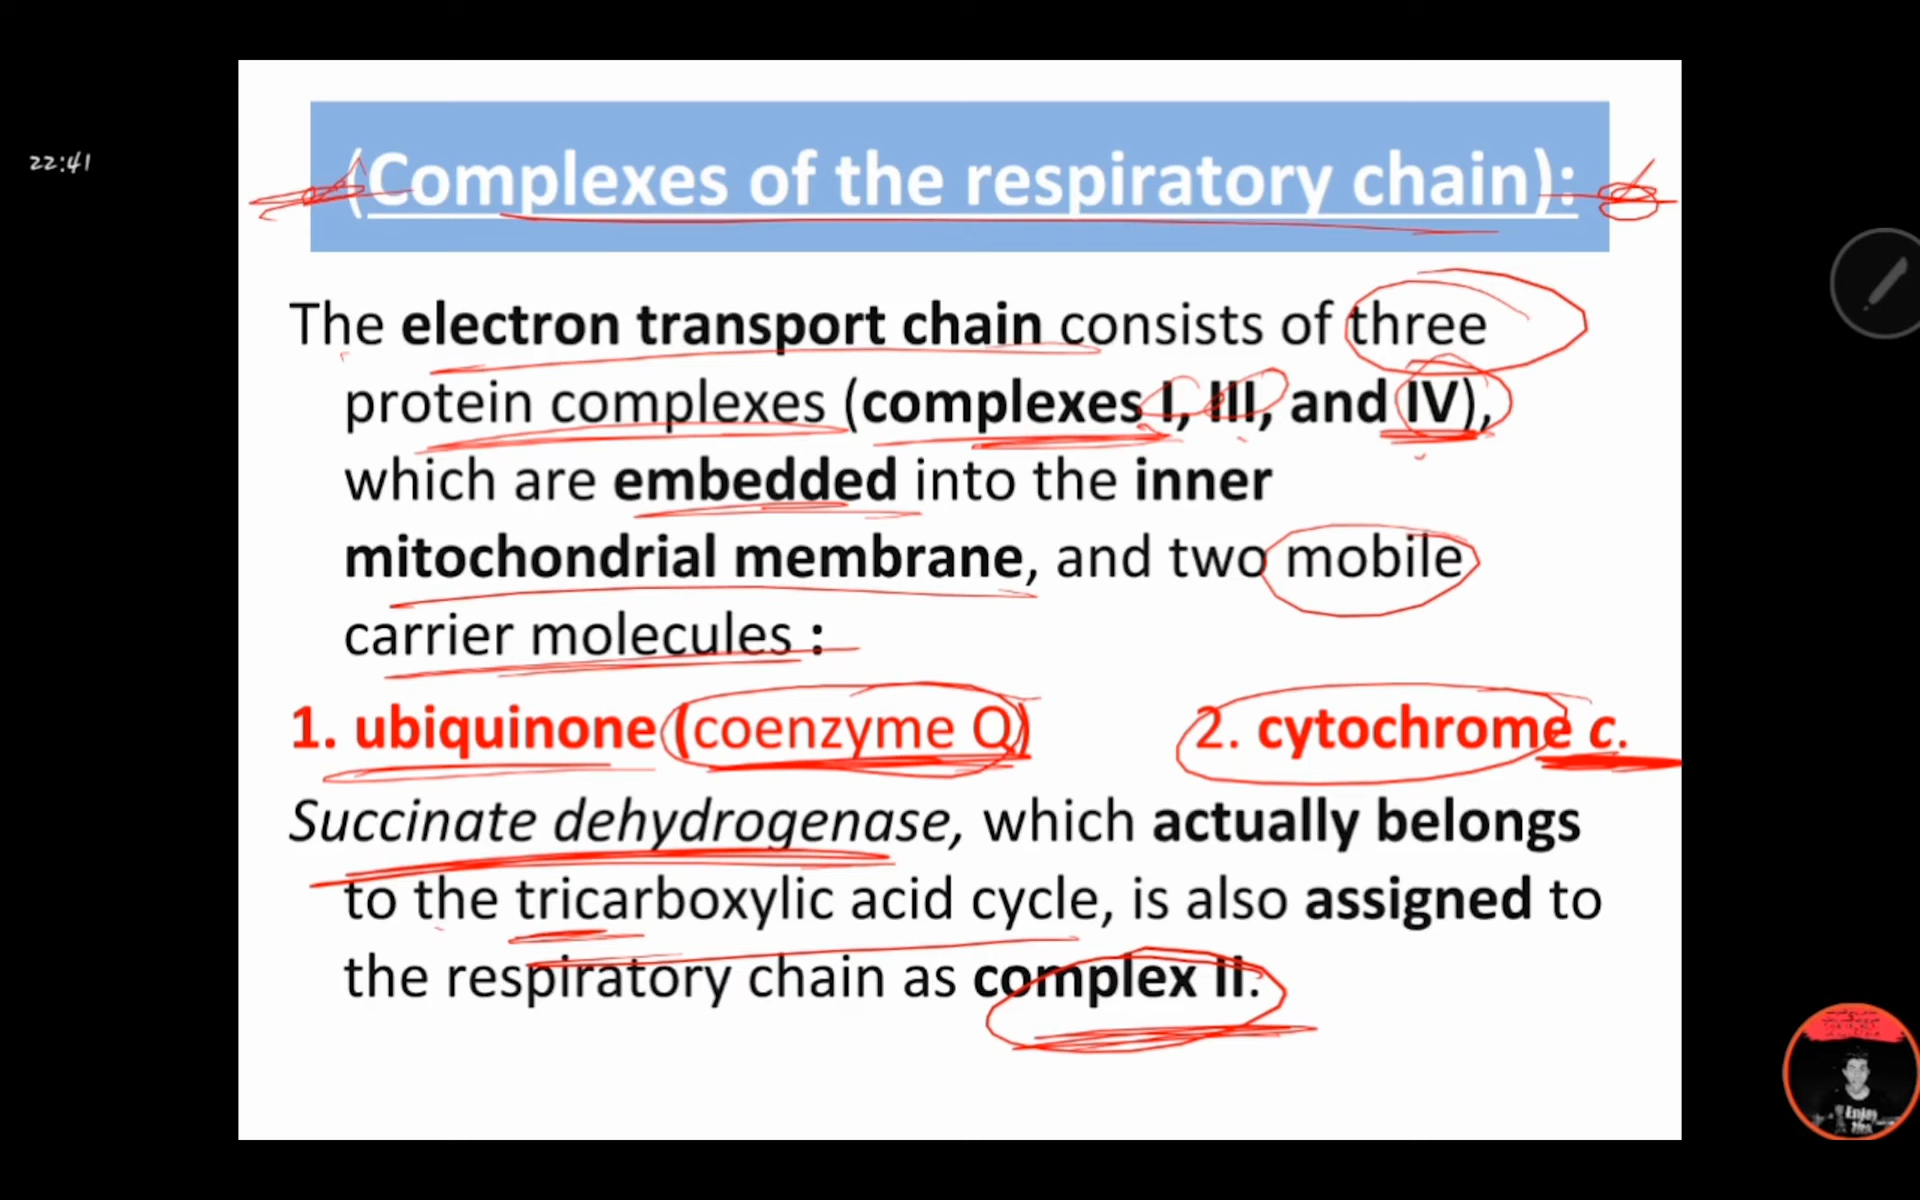 22:41
(Complexes of the respiratory chain):
The electron transport chain consists of three
protein complexes (complexes I, III, and IV),
which are embedded into the inner
mitochondrial membrane, and two mobile
carrier molecules :
1. ubiquinone (coenzyme Q) 2. cytochrome c.
Succinate dehydrogenase, which actually belongs
to the tricarboxylic acid cycle, is also assigned to
the respiratory chain as complex II.
Enjoy